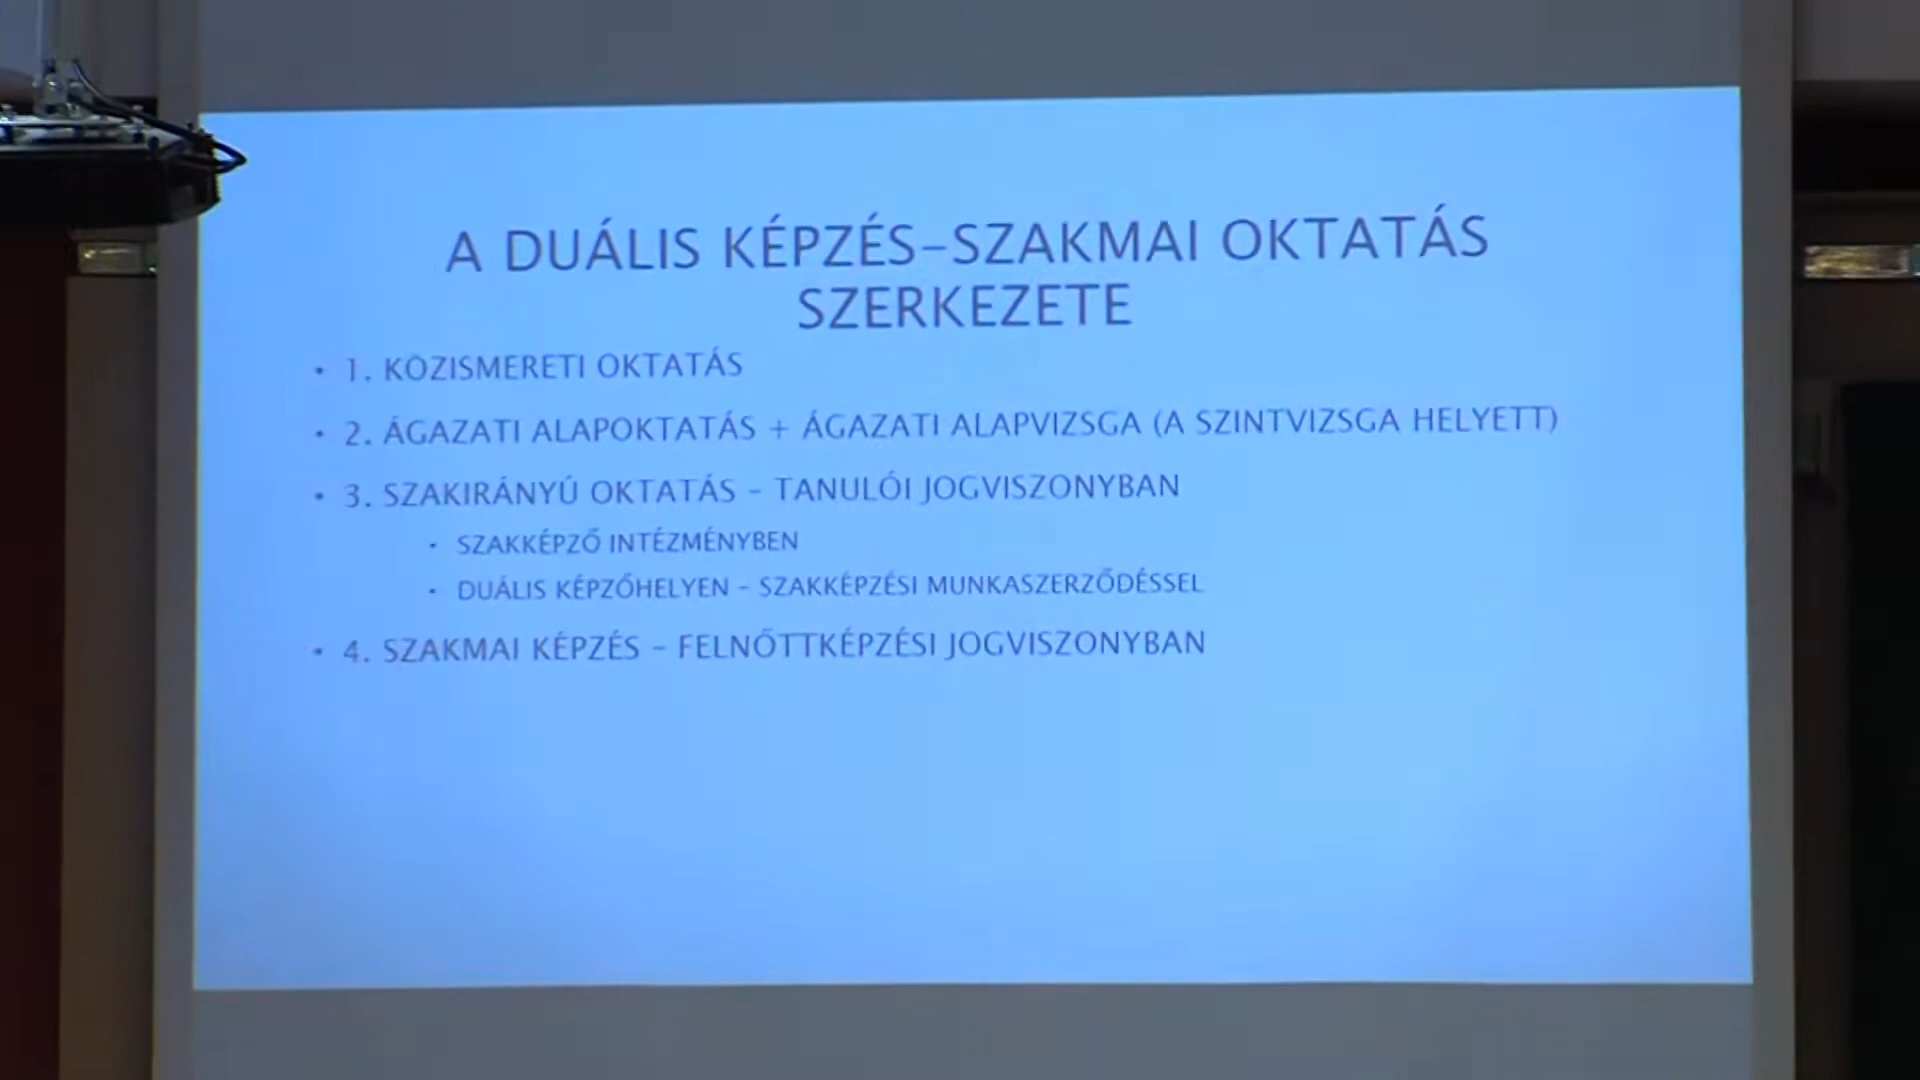 A DUÁLIS KÉPZÉS-SZAKMAI OKTATÁS
SZERKEZETE
• 1. KÖZISMERETI OKTATÁS
• 2. ÁGAZATI ALAPOKTATÁS + ÁGAZATI ALAPVIZSGA (A SZINTVIZSGA HELYETT)
• 3. SZAKIRÁNYÚ OKTATÁS – TANULÓI JOGVISZONYBAN
• SZAKKÉPZŐ INTÉZMÉNYBEN
• DUÁLIS KÉPZŐHELYEN – SZAKKÉPZÉSI MUNKASZERZŐDÉSSEL
• 4. SZAKMAI KÉPZÉS – FELNŐTTKÉPZÉSI JOGVISZONYBAN